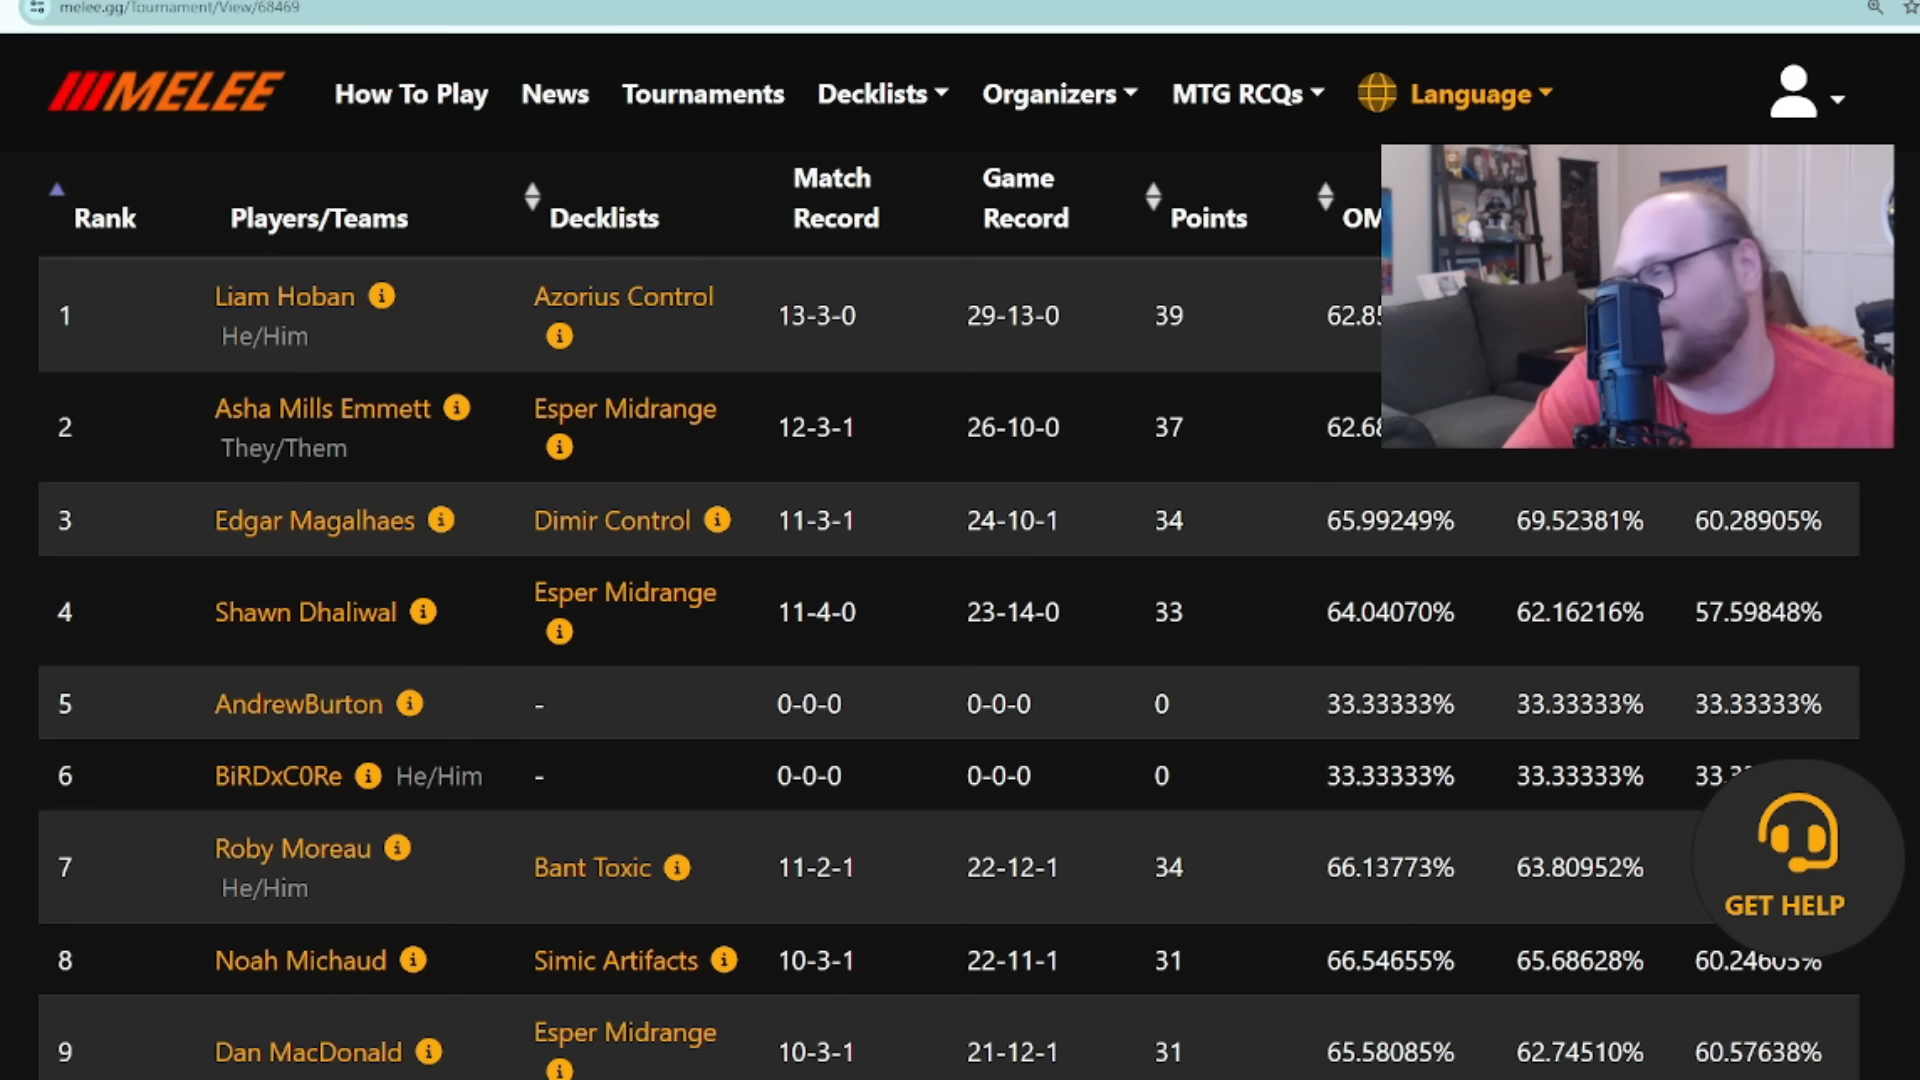 melee.gg/Tournament/View/68469
MELEE How To Play News Tournaments Decklists Organizers MTG RCQs Language
Rank Players/Teams Decklists Match Record Game Record Points OM
1 Liam Hoban He/Him Azorius Control 13-3-0 29-13-0 39 62.85
2 Asha Mills Emmett They/Them Esper Midrange 12-3-1 26-10-0 37 62.68
3 Edgar Magalhaes Dimir Control 11-3-1 24-10-1 34 65.99249% 69.52381% 60.28905%
4 Shawn Dhaliwal Esper Midrange 11-4-0 23-14-0 33 64.04070% 62.16216% 57.59848%
5 AndrewBurton - 0-0-0 0-0-0 0 33.33333% 33.33333% 33.33333%
6 BiRDxC0Re He/Him - 0-0-0 0-0-0 0 33.33333% 33.33333%
7 Roby Moreau He/Him Bant Toxic 11-2-1 22-12-1 34 66.13773% 63.80952%
GET HELP
8 Noah Michaud Simic Artifacts 10-3-1 22-11-1 31 66.54655% 65.68628% 60.24605%
9 Dan MacDonald Esper Midrange 10-3-1 21-12-1 31 65.58085% 62.74510% 60.57638%